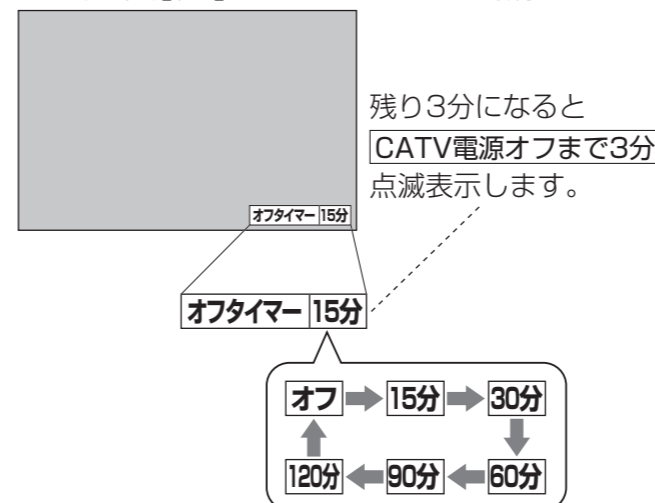 残り3分になると
CATV電源オフまで3分
点滅表示します。
オフタイマー 15分
オフタイマー 15分
オフ 15分 30分
120分 90分 60分